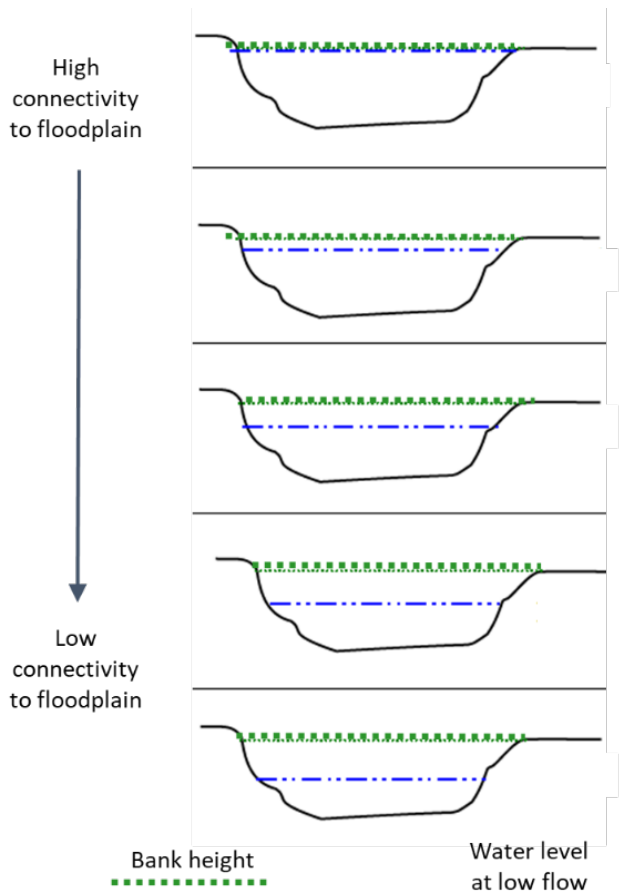 High
connectivity
to floodplain
Low
connectivity
to floodplain
Bank height
Water level
at low flow